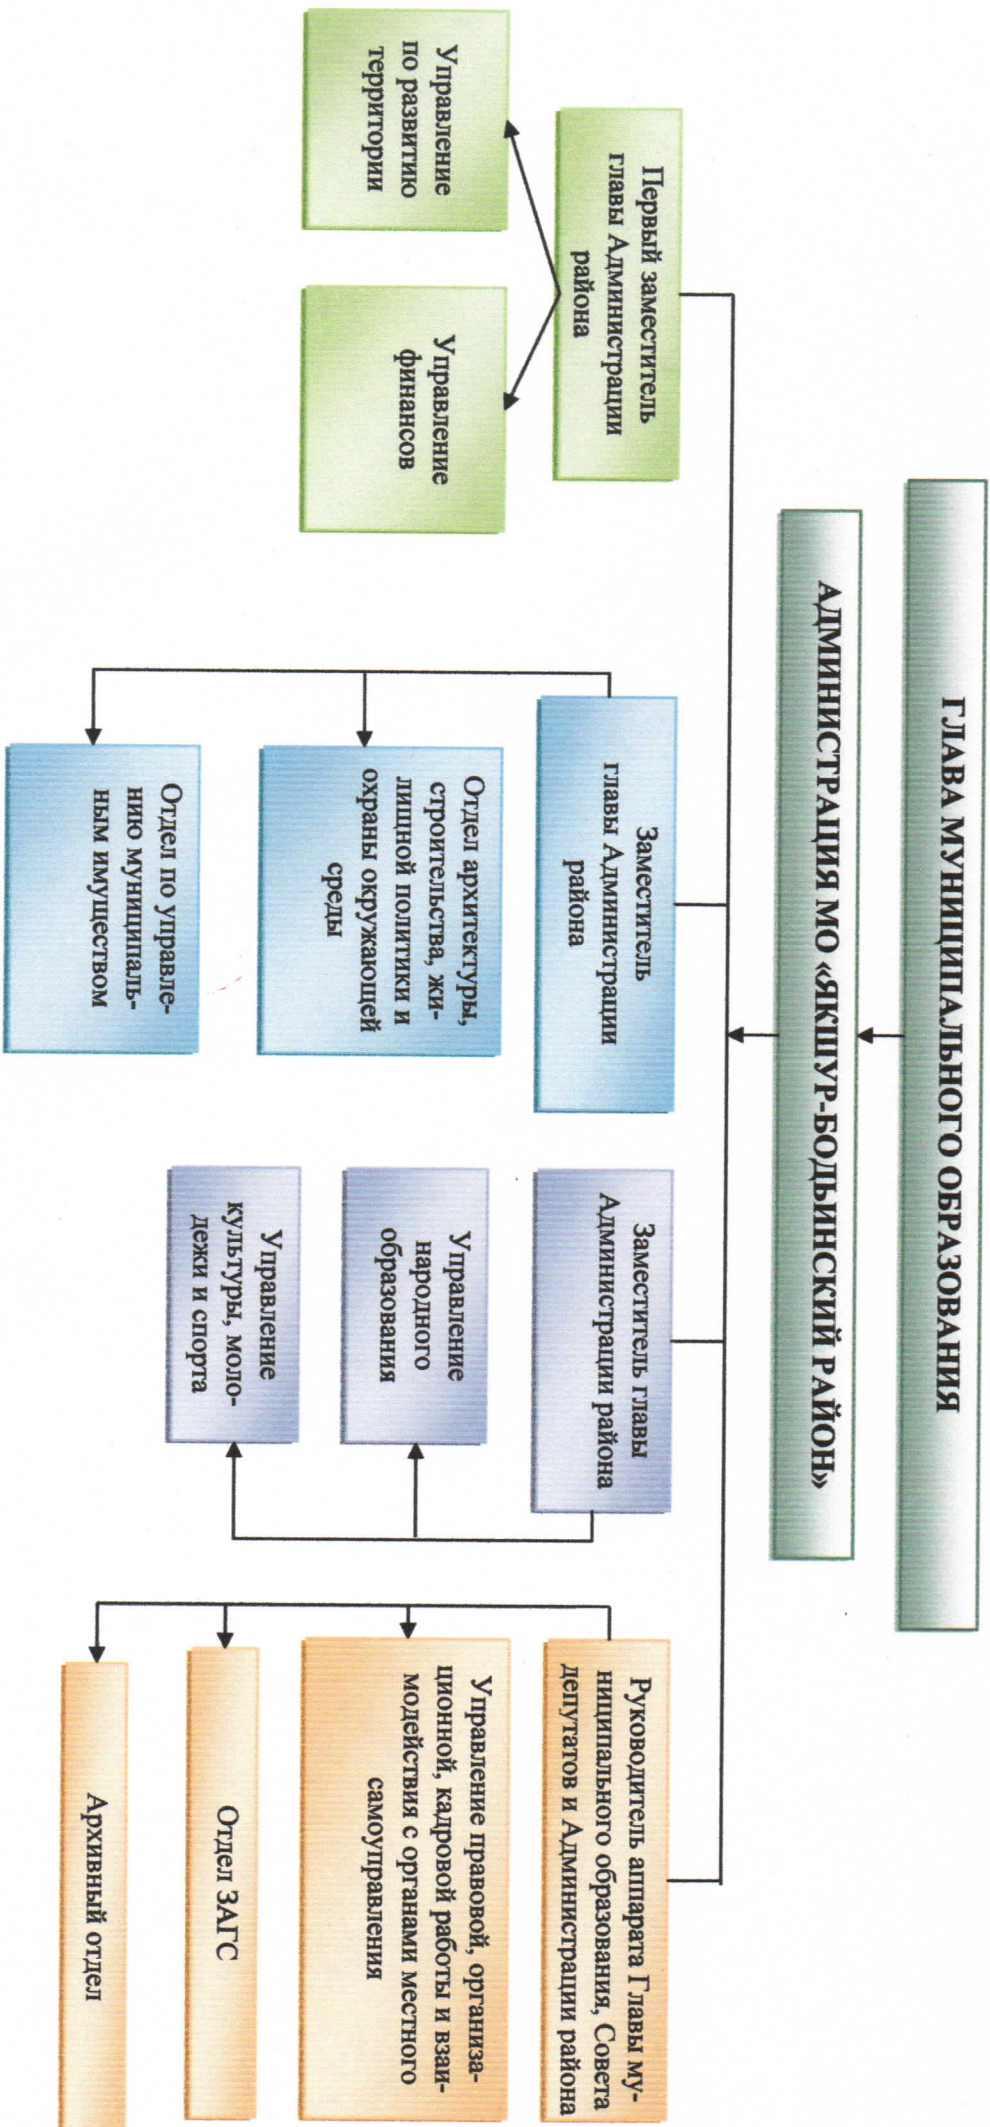 ГЛАВА МУНИЦИПАЛЬНОГО ОБРАЗОВАНИЯ
АДМИНИСТРАЦИЯ МО «ЯКШУР-БОДЬИНСКИЙ РАЙОН»
Первый заместитель
главы Администрации
района
Управление
по развитию
территории
Управление
финансов
Заместитель
главы Администрации
района
Отдел архитектуры,
строительства, жи-
лищной политики и
охраны окружающей
среды
Отдел по управле-
нию муниципаль-
ным имуществом
Заместитель главы
Администрации района
Управление
народного
образования
Управление
культуры, моло-
дежи и спорта
Руководитель аппарата Главы му-
ниципального образования, Совета
депутатов и Администрации района
Управление правовой, организа-
ционной, кадровой работы и взаи-
модействия с органами местного
самоуправления
Отдел ЗАГС
Архивный отдел